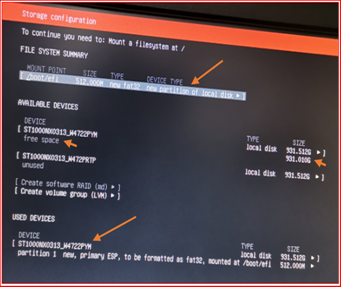 Storage configuration
To continue you need to: Mount a filesystem at /
FILE SYSTEM SUMMARY
MOUNT POINT SIZE TYPE DEVICE TYPE
[ /boot/efi 512.000M new fat32 new partition of local disk ▸ ]
AVAILABLE DEVICES
DEVICE TYPE SIZE
[ ST1000NX0313_W4722PYM local disk 931.512G ▸ ]
free space 931.010G ▸
[ ST1000NX0313_W472PRTP local disk 931.512G ▸ ]
unused
[ Create software RAID (md) ▸ ]
[ Create volume group (LVM) ▸ ]
USED DEVICES
DEVICE TYPE SIZE
[ ST1000NX0313_W4722PYM local disk 931.512G ▸ ]
partition 1 new, primary ESP, to be formatted as fat32, mounted at /boot/efi 512.000M ▸